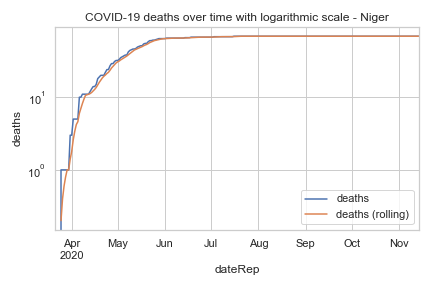 COVID-19 deaths over time with logarithmic scale - Niger
deaths
10¹
10⁰
deaths
deaths (rolling)
Apr May Jun Jul Aug Sep Oct Nov
2020
dateRep